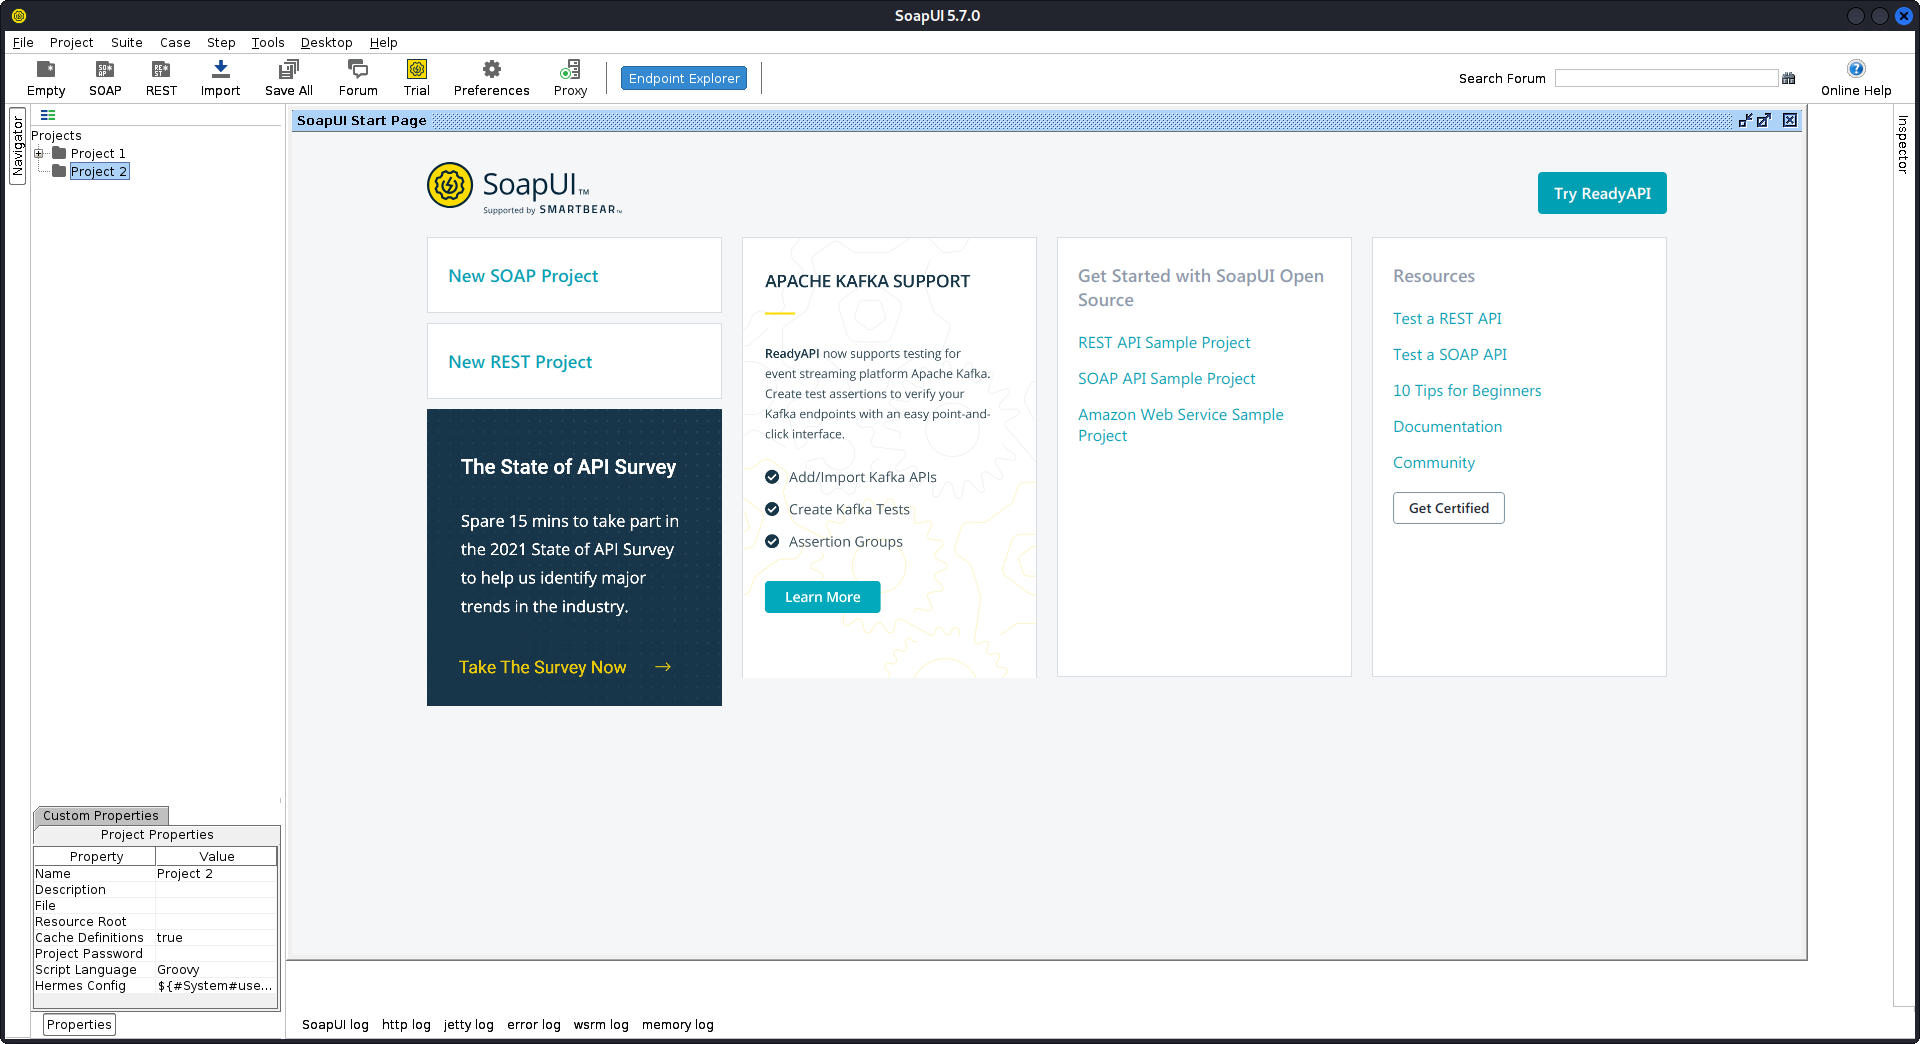 SoapUI 5.7.0
File Project Suite Case Step Tools Desktop Help
Empty SOAP REST Import Save All Forum Trial Preferences Proxy
Endpoint Explorer
Search Forum
Online Help
Navigator
Projects
Project 1
Project 2
SoapUI Start Page
Inspector
SoapUI™
Supported by SMARTBEAR™
Try ReadyAPI
New SOAP Project
New REST Project
The State of API Survey
Spare 15 mins to take part in
the 2021 State of API Survey
to help us identify major
trends in the industry.
Take The Survey Now →
APACHE KAFKA SUPPORT
ReadyAPI now supports testing for
event streaming platform Apache Kafka.
Create test assertions to verify your
Kafka endpoints with an easy point-and-
click interface.
Add/Import Kafka APIs
Create Kafka Tests
Assertion Groups
Learn More
Get Started with SoapUI Open
Source
REST API Sample Project
SOAP API Sample Project
Amazon Web Service Sample
Project
Resources
Test a REST API
Test a SOAP API
10 Tips for Beginners
Documentation
Community
Get Certified
Custom Properties
Project Properties
Property Value
Name Project 2
Description
File
Resource Root
Cache Definitions true
Project Password
Script Language Groovy
Hermes Config ${#System#use...
Properties
SoapUI log http log jetty log error log wsrm log memory log